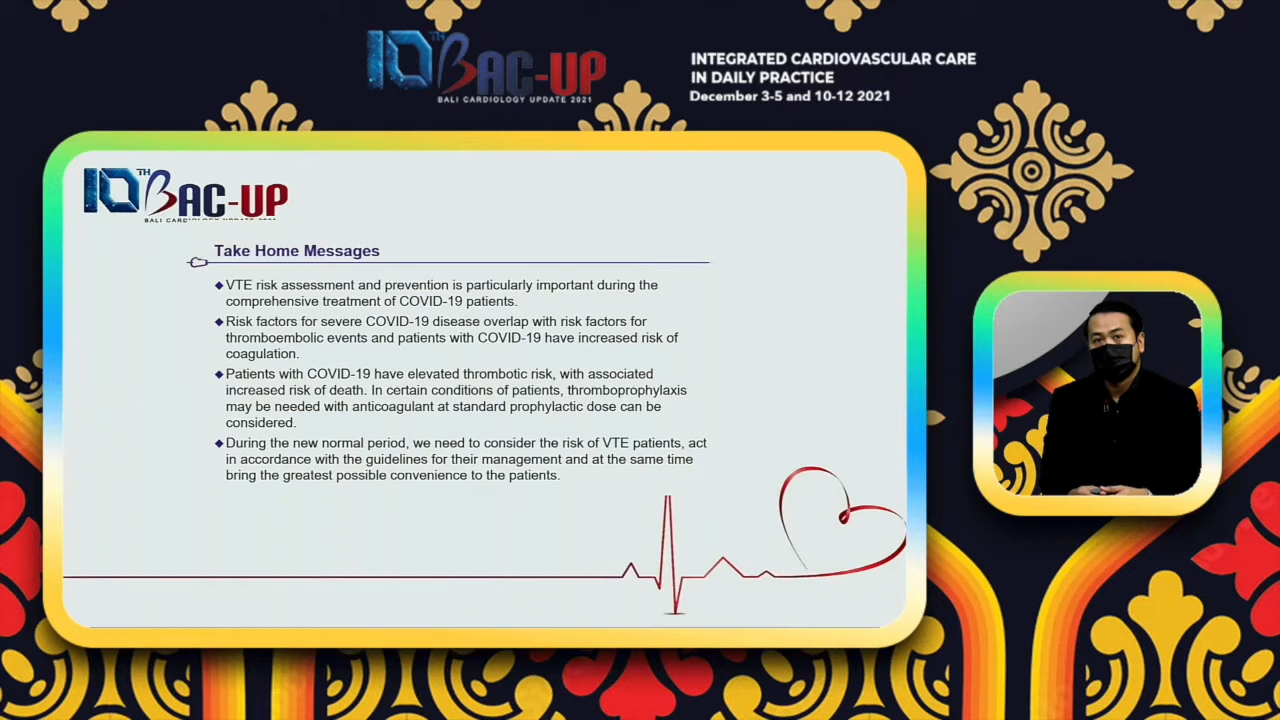 10TH BAC-UP
BALI CARDIOLOGY UPDATE 2021
INTEGRATED CARDIOVASCULAR CARE
IN DAILY PRACTICE
December 3-5 and 10-12 2021
10TH BAC-UP
BALI CARDIOLOGY UPDATE 2021
Take Home Messages
VTE risk assessment and prevention is particularly important during the
comprehensive treatment of COVID-19 patients.
Risk factors for severe COVID-19 disease overlap with risk factors for
thromboembolic events and patients with COVID-19 have increased risk of
coagulation.
Patients with COVID-19 have elevated thrombotic risk, with associated
increased risk of death. In certain conditions of patients, thromboprophylaxis
may be needed with anticoagulant at standard prophylactic dose can be
considered.
During the new normal period, we need to consider the risk of VTE patients, act
in accordance with the guidelines for their management and at the same time
bring the greatest possible convenience to the patients.